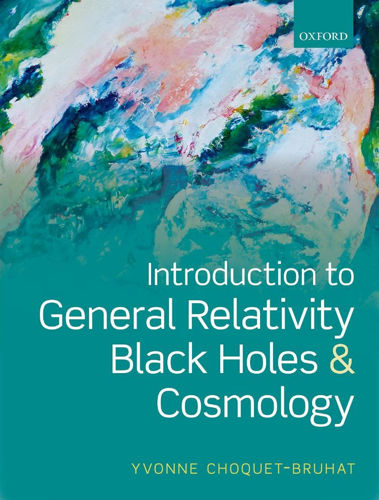 OXFORD
Introduction to
General Relativity
Black Holes &
Cosmology
YVONNE CHOQUET-BRUHAT